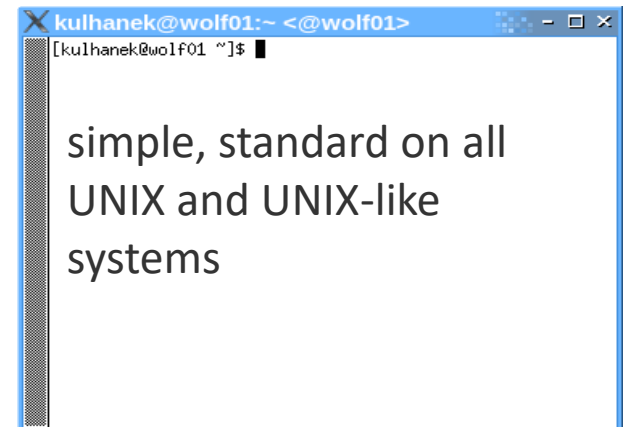 kulhanek@wolf01:~ <@wolf01>
[kulhanek@wolf01 ~]$
simple, standard on all
UNIX and UNIX-like
systems